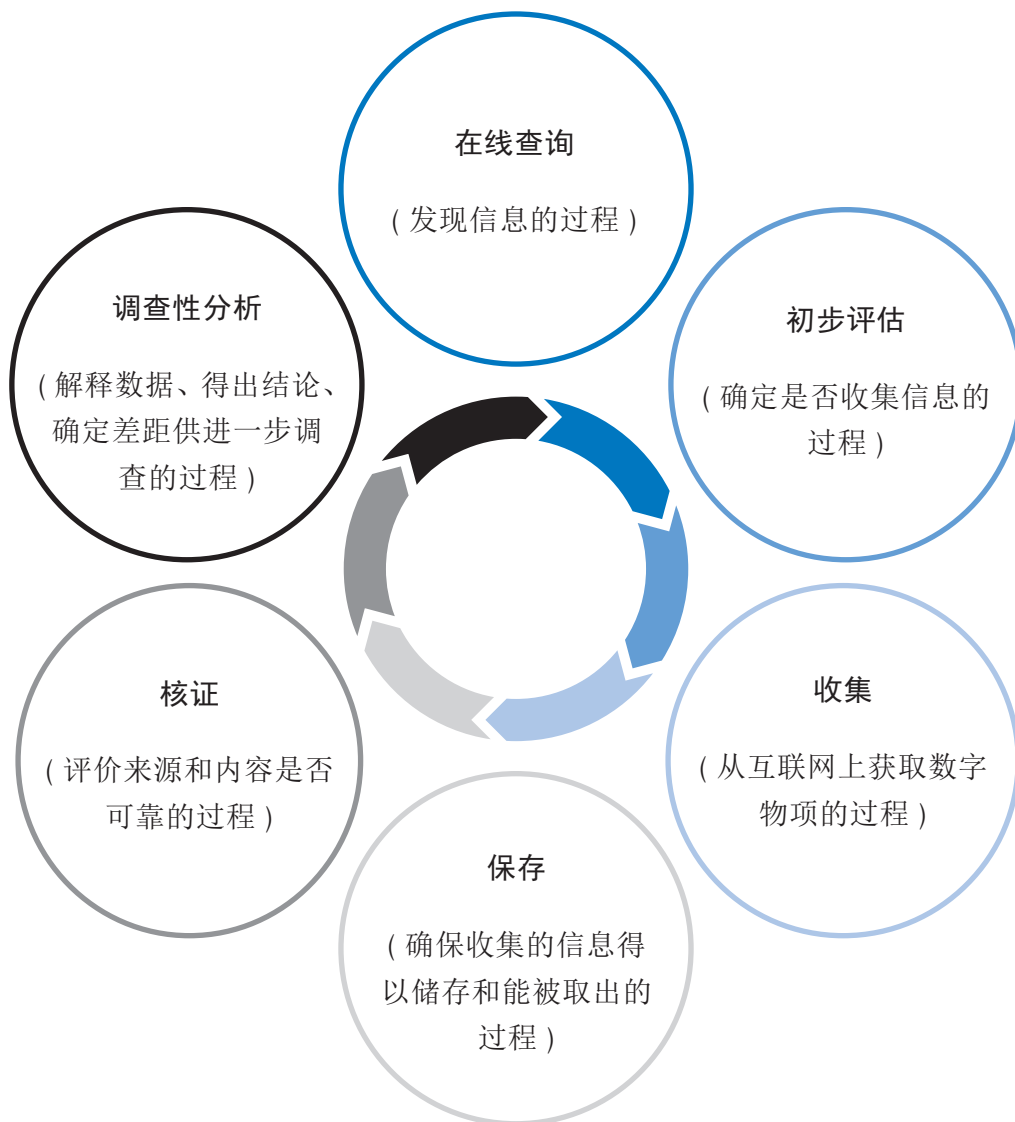 在线查询
（发现信息的过程）
初步评估
（确定是否收集信息的
过程）
收集
（从互联网上获取数字
物项的过程）
保存
（确保收集的信息得
以储存和能被取出的
过程）
核证
（评价来源和内容是否
可靠的过程）
调查性分析
（解释数据、得出结论、
确定差距供进一步调
查的过程）